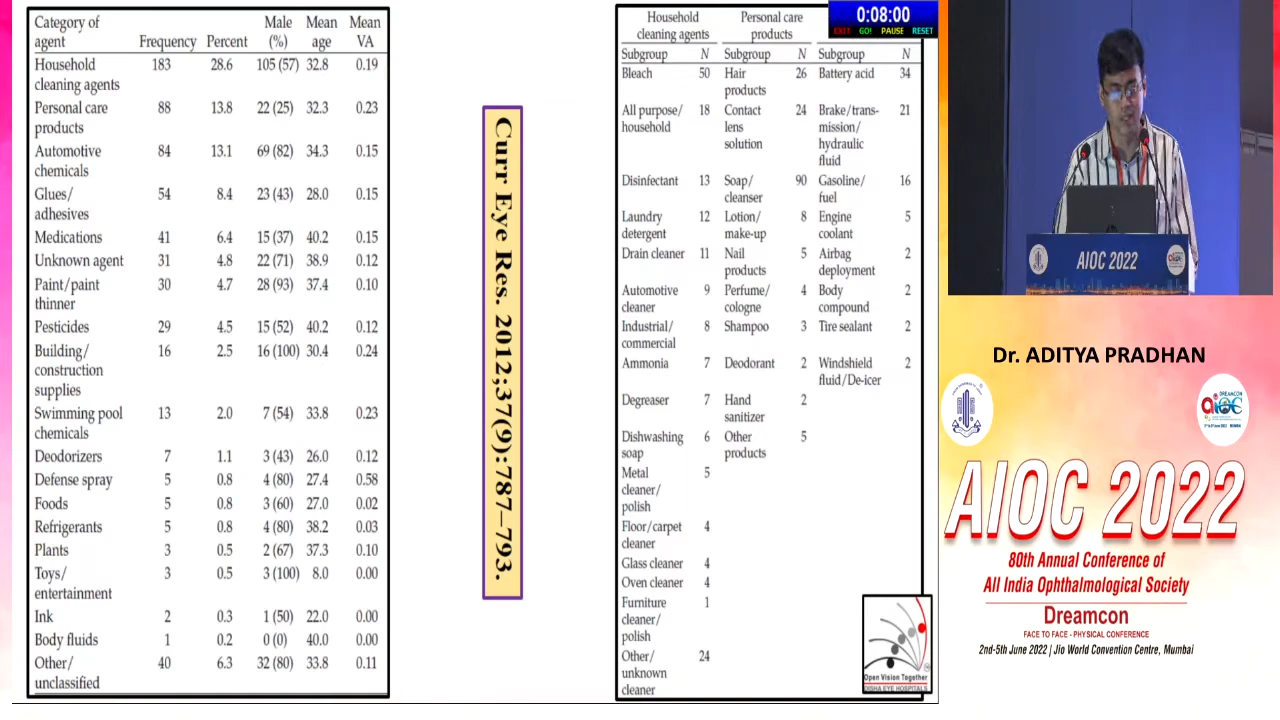 Category of agent Frequency Percent Male (%) Mean age Mean VA
Household cleaning agents 183 28.6 105 (57) 32.8 0.19
Personal care products 88 13.8 22 (25) 32.3 0.23
Automotive chemicals 84 13.1 69 (82) 34.3 0.15
Glues/ adhesives 54 8.4 23 (43) 28.0 0.15
Medications 41 6.4 15 (37) 40.2 0.15
Unknown agent 31 4.8 22 (71) 38.9 0.12
Paint/paint thinner 30 4.7 28 (93) 37.4 0.10
Pesticides 29 4.5 15 (52) 40.2 0.12
Building/ construction supplies 16 2.5 16 (100) 30.4 0.24
Swimming pool chemicals 13 2.0 7 (54) 33.8 0.23
Deodorizers 7 1.1 3 (43) 26.0 0.12
Defense spray 5 0.8 4 (80) 27.4 0.58
Foods 5 0.8 3 (60) 27.0 0.02
Refrigerants 5 0.8 4 (80) 38.2 0.03
Plants 3 0.5 2 (67) 37.3 0.10
Toys/ entertainment 3 0.5 3 (100) 8.0 0.00
Ink 2 0.3 1 (50) 22.0 0.00
Body fluids 1 0.2 0 (0) 40.0 0.00
Other/ unclassified 40 6.3 32 (80) 33.8 0.11
Curr Eye Res. 2012;37(9):787–793.
Household cleaning agents Personal care products
Subgroup N Subgroup N Subgroup N
Bleach 50 Hair products 26 Battery acid 34
All purpose/ household 18 Contact lens solution 24 Brake/trans- mission/ hydraulic fluid 21
Disinfectant 13 Soap/ cleanser 90 Gasoline/ fuel 16
Laundry detergent 12 Lotion/ make-up 8 Engine coolant 5
Drain cleaner 11 Nail products 5 Airbag deployment 2
Automotive cleaner 9 Perfume/ cologne 4 Body compound 2
Industrial/ commercial 8 Shampoo 3 Tire sealant 2
Ammonia 7 Deodorant 2 Windshield fluid/De-icer 2
Degreaser 7 Hand sanitizer 2
Dishwashing soap 6 Other products 5
Metal cleaner/ polish 5
Floor/carpet cleaner 4
Glass cleaner 4
Oven cleaner 4
Furniture cleaner/ polish 1
Other/ unknown cleaner 24
0:08:00
EXIT GO! PAUSE RESET
Open Vision Together
DISHA EYE HOSPITALS
AIOC 2022
Dr. ADITYA PRADHAN
DREAMCON
aioc
AIOC 2022
80th Annual Conference of
All India Ophthalmological Society
Dreamcon
FACE TO FACE - PHYSICAL CONFERENCE
2nd-5th June 2022 | Jio World Convention Centre, Mumbai